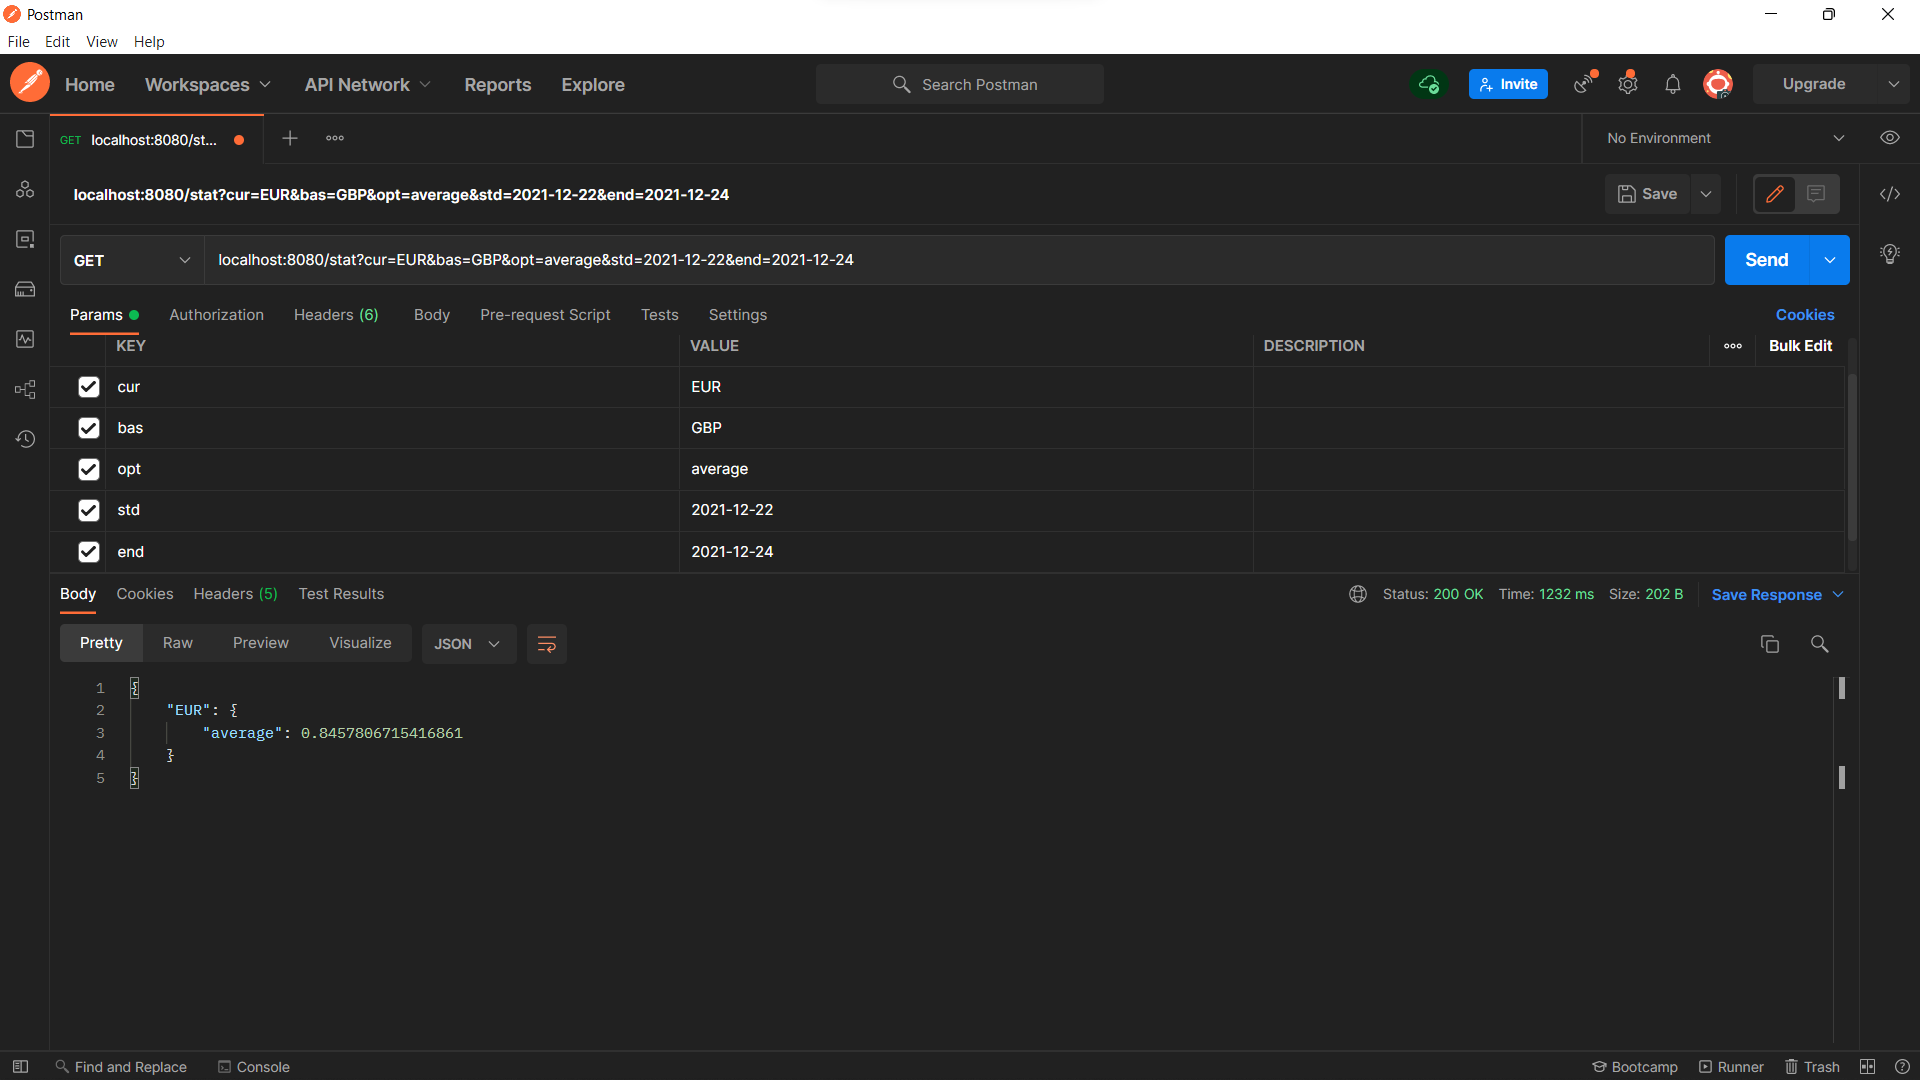 Postman
File Edit View Help
Home Workspaces API Network Reports Explore Search Postman Invite Upgrade
GET localhost:8080/st... No Environment
localhost:8080/stat?cur=EUR&bas=GBP&opt=average&std=2021-12-22&end=2021-12-24 Save
GET localhost:8080/stat?cur=EUR&bas=GBP&opt=average&std=2021-12-22&end=2021-12-24 Send
Params Authorization Headers (6) Body Pre-request Script Tests Settings Cookies
KEY VALUE DESCRIPTION Bulk Edit
cur EUR
bas GBP
opt average
std 2021-12-22
end 2021-12-24
Body Cookies Headers (5) Test Results Status: 200 OK Time: 1232 ms Size: 202 B Save Response
Pretty Raw Preview Visualize JSON
1 {
2 "EUR": {
3 "average": 0.8457806715416861
4 }
5 }
Find and Replace Console Bootcamp Runner Trash